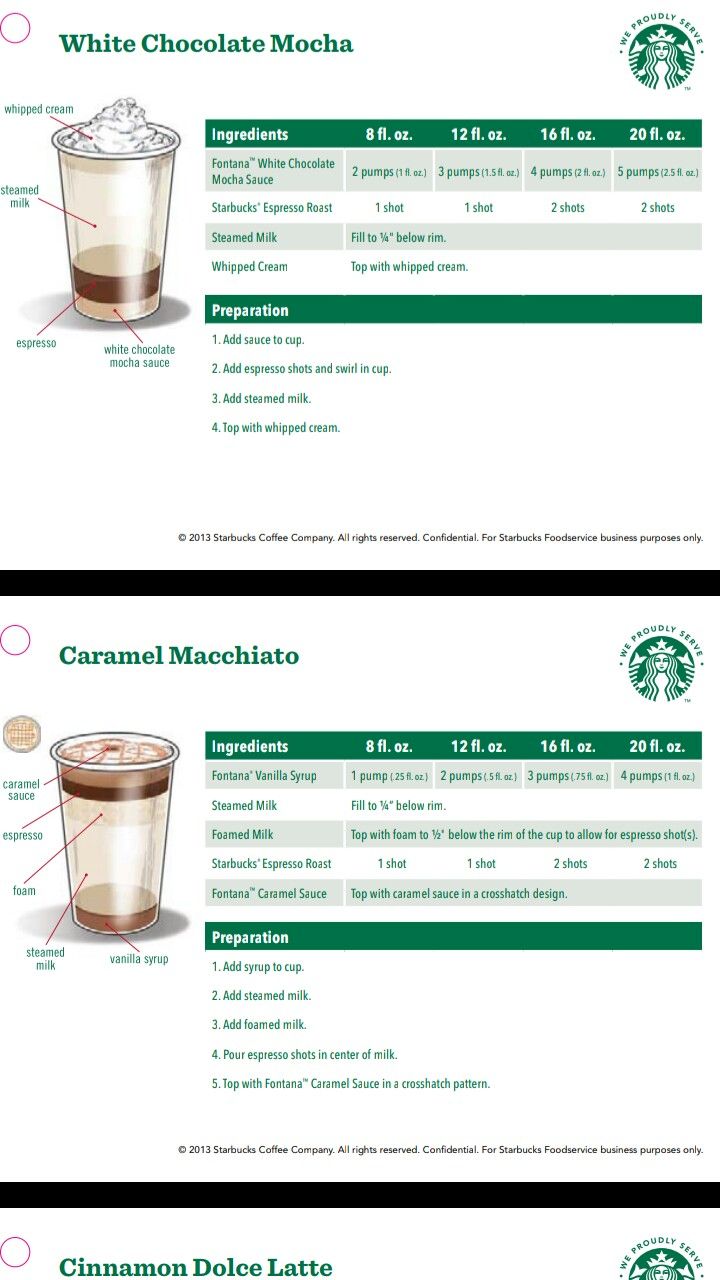 White Chocolate Mocha
WE PROUDLY SERVE
TM
whipped cream
steamed
milk
espresso
white chocolate
mocha sauce
Ingredients 8 fl. oz. 12 fl. oz. 16 fl. oz. 20 fl. oz.
Fontana™ White Chocolate
Mocha Sauce 2 pumps (1 fl. oz.) 3 pumps (1.5 fl. oz.) 4 pumps (2 fl. oz.) 5 pumps (2.5 fl. oz.)
Starbucks® Espresso Roast 1 shot 1 shot 2 shots 2 shots
Steamed Milk Fill to ¼" below rim.
Whipped Cream Top with whipped cream.
Preparation
1. Add sauce to cup.
2. Add espresso shots and swirl in cup.
3. Add steamed milk.
4. Top with whipped cream.
© 2013 Starbucks Coffee Company. All rights reserved. Confidential. For Starbucks Foodservice business purposes only.
Caramel Macchiato
WE PROUDLY SERVE
TM
caramel
sauce
espresso
foam
steamed
milk
vanilla syrup
Ingredients 8 fl. oz. 12 fl. oz. 16 fl. oz. 20 fl. oz.
Fontana® Vanilla Syrup 1 pump (.25 fl. oz.) 2 pumps (.5 fl. oz.) 3 pumps (.75 fl. oz.) 4 pumps (1 fl. oz.)
Steamed Milk Fill to ¼" below rim.
Foamed Milk Top with foam to ½" below the rim of the cup to allow for espresso shot(s).
Starbucks® Espresso Roast 1 shot 1 shot 2 shots 2 shots
Fontana™ Caramel Sauce Top with caramel sauce in a crosshatch design.
Preparation
1. Add syrup to cup.
2. Add steamed milk.
3. Add foamed milk.
4. Pour espresso shots in center of milk.
5. Top with Fontana™ Caramel Sauce in a crosshatch pattern.
© 2013 Starbucks Coffee Company. All rights reserved. Confidential. For Starbucks Foodservice business purposes only.
Cinnamon Dolce Latte
WE PROUDLY SERVE